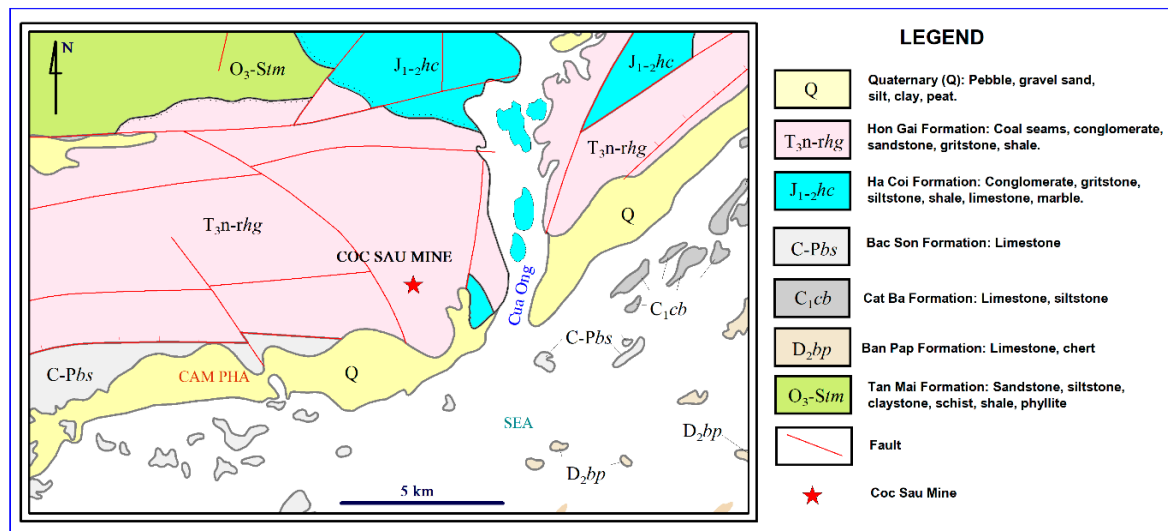 N
O₃-Stm
J₁₋₂hc
J₁₋₂hc
T₃n-rhg
T₃n-rhg
Q
COC SAU MINE
Cua Ong
C₁cb
C-Pbs
C-Pbs
CAM PHA
Q
SEA
D₂bp
D₂bp
5 km
LEGEND
Q
Quaternary (Q): Pebble, gravel sand,
silt, clay, peat.
T₃n-rhg
Hon Gai Formation: Coal seams, conglomerate,
sandstone, gritstone, shale.
J₁₋₂hc
Ha Coi Formation: Conglomerate, gritstone,
siltstone, shale, limestone, marble.
C-Pbs
Bac Son Formation: Limestone
C₁cb
Cat Ba Formation: Limestone, siltstone
D₂bp
Ban Pap Formation: Limestone, chert
O₃-Stm
Tan Mai Formation: Sandstone, siltstone,
claystone, schist, shale, phyllite
Fault
Coc Sau Mine